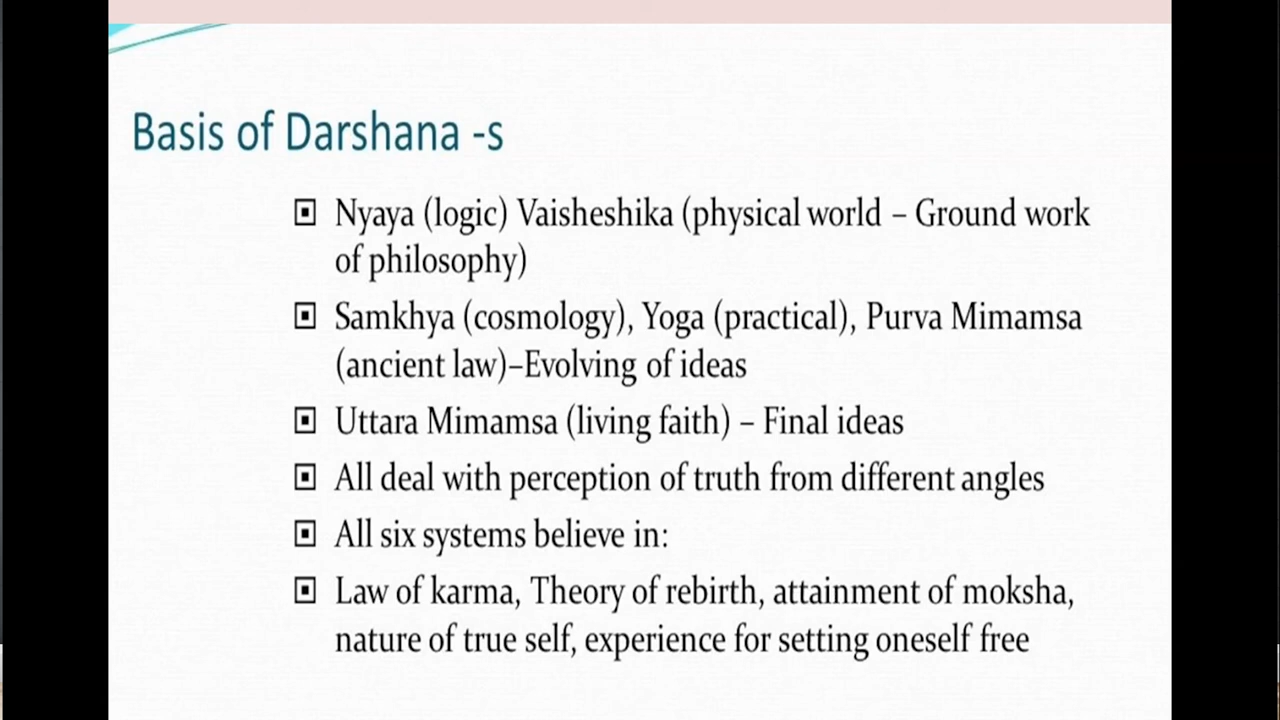 Basis of Darshana -s
Nyaya (logic) Vaisheshika (physical world – Ground work
of philosophy)
Samkhya (cosmology), Yoga (practical), Purva Mimamsa
(ancient law)–Evolving of ideas
Uttara Mimamsa (living faith) – Final ideas
All deal with perception of truth from different angles
All six systems believe in:
Law of karma, Theory of rebirth, attainment of moksha,
nature of true self, experience for setting oneself free